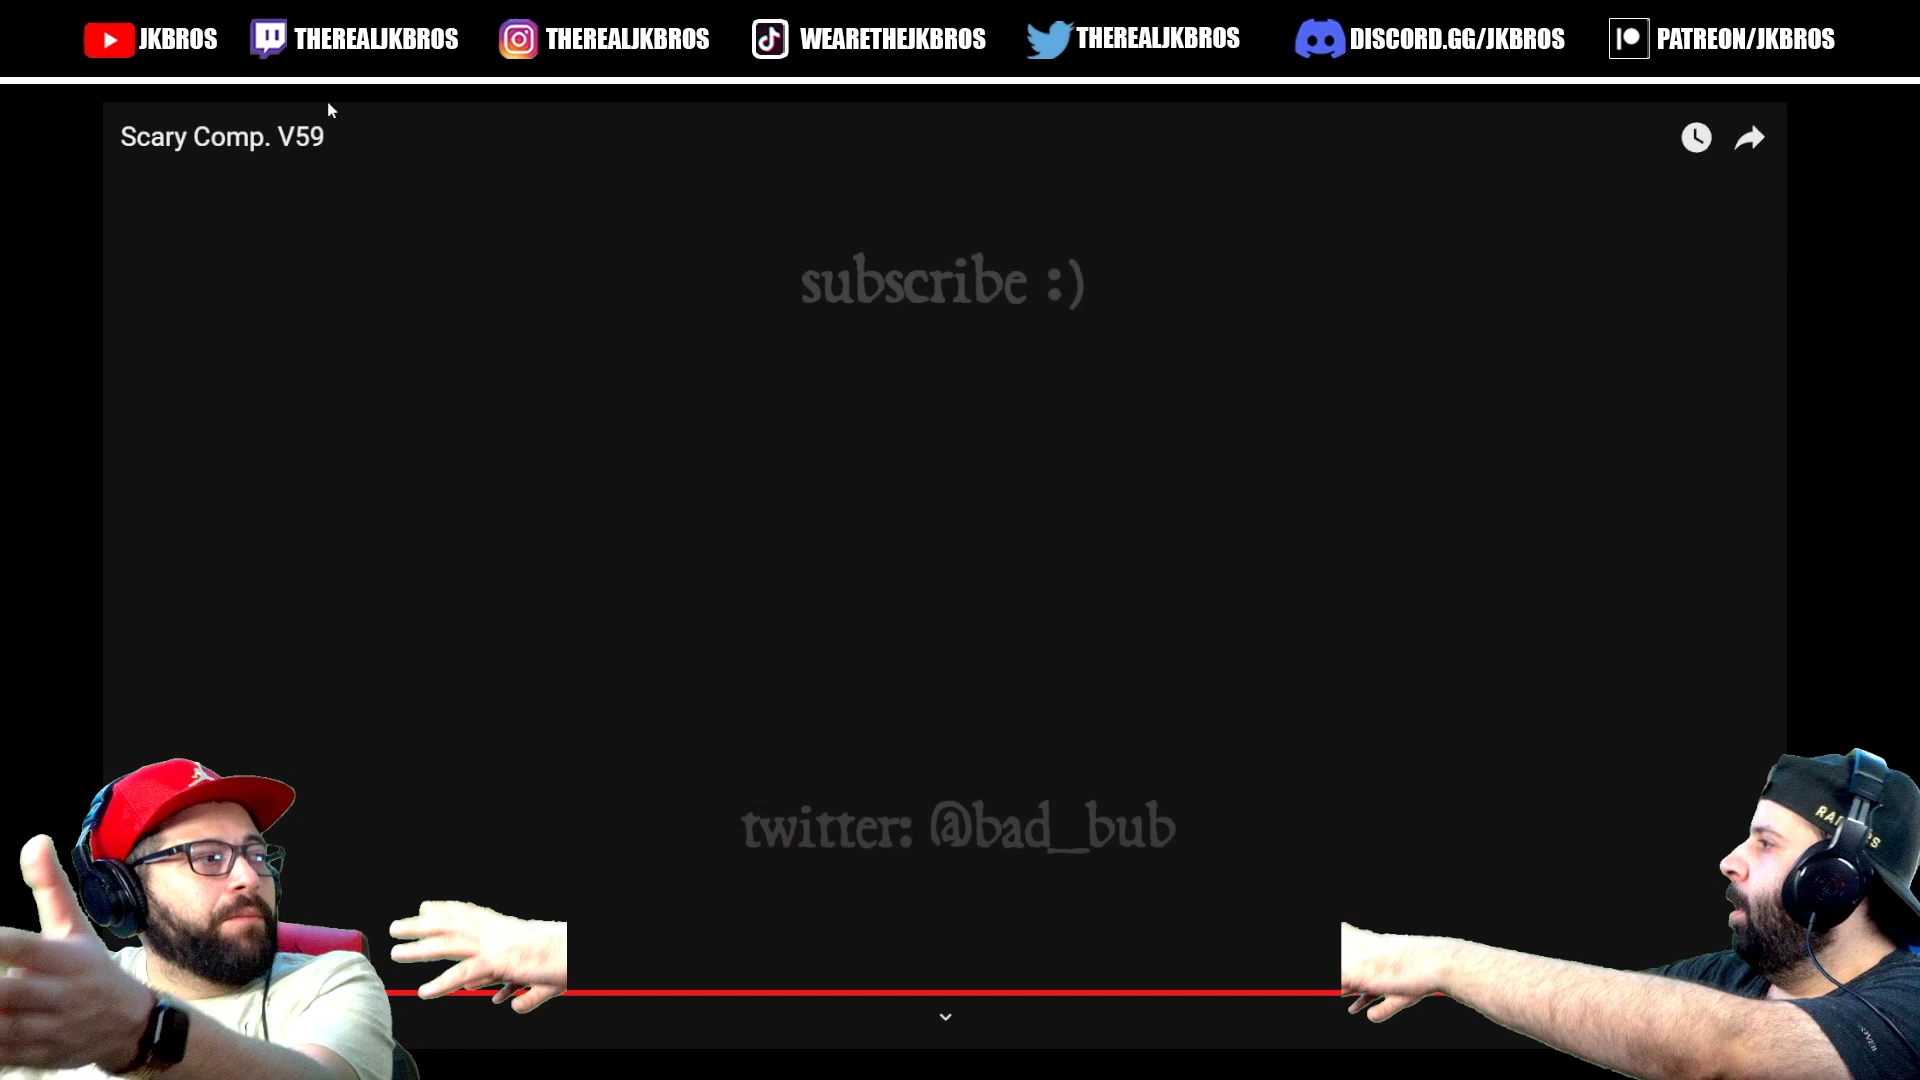 JKBROS THEREALJKBROS THEREALJKBROS WEARETHEJKBROS THEREALJKBROS DISCORD.GG/JKBROS PATREON/JKBROS
Scary Comp. V59
subscribe :)
twitter: @bad_bub